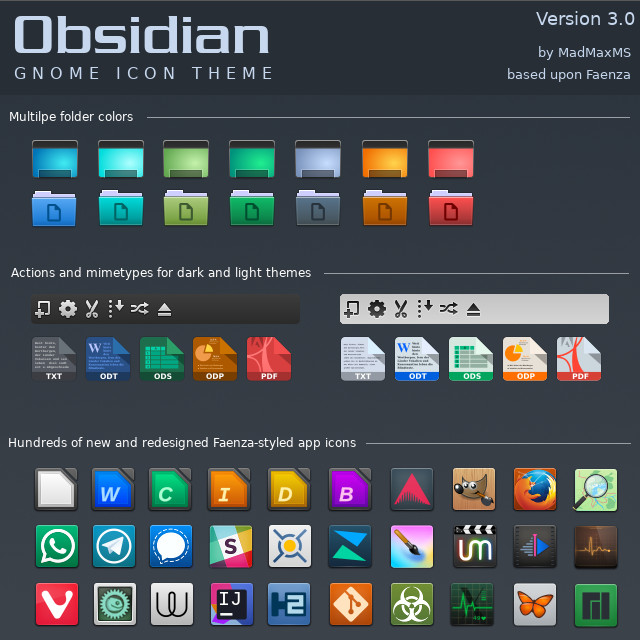 Obsidian
GNOME ICON THEME
Version 3.0
by MadMaxMS
based upon Faenza
Multilpe folder colors
Actions and mimetypes for dark and light themes
TXT ODT ODS ODP PDF
TXT ODT ODS ODP PDF
Hundreds of new and redesigned Faenza-styled app icons
W C I D B
S UM
IJ H2